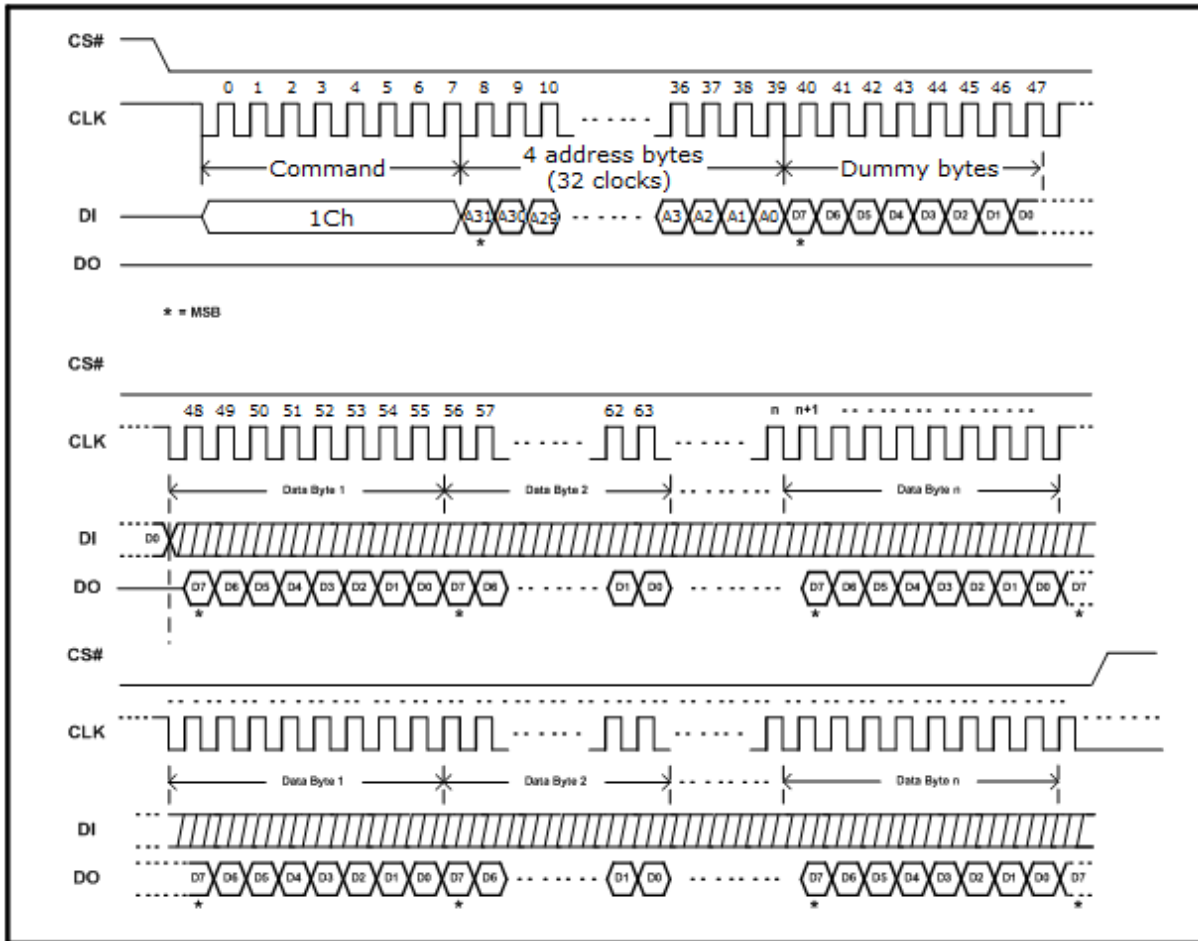 CS#
0 1 2 3 4 5 6 7 8 9 10 36 37 38 39 40 41 42 43 44 45 46 47
CLK
Command 4 address bytes Dummy bytes
(32 clocks)
DI 1Ch A31 A30 A29 A3 A2 A1 A0 D7 D6 D5 D4 D3 D2 D1 D0
* *
DO
* = MSB
CS#
48 49 50 51 52 53 54 55 56 57 62 63 n n+1
CLK
Data Byte 1 Data Byte 2 Data Byte n
DI D0
DO D7 D6 D5 D4 D3 D2 D1 D0 D7 D6 D1 D0 D7 D6 D5 D4 D3 D2 D1 D0 D7
* * * *
CS#
CLK
Data Byte 1 Data Byte 2 Data Byte n
DI
DO D7 D6 D5 D4 D3 D2 D1 D0 D7 D6 D1 D0 D7 D6 D5 D4 D3 D2 D1 D0 D7
* * * *